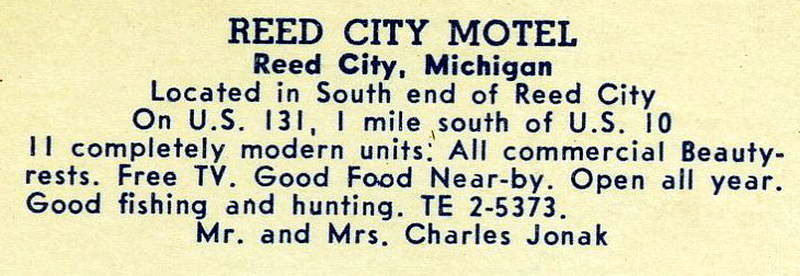 REED CITY MOTEL
Reed City, Michigan
Located in South end of Reed City
On U.S. 131, 1 mile south of U.S. 10
11 completely modern units. All commercial Beauty-
rests. Free TV. Good Food Near-by. Open all year.
Good fishing and hunting. TE 2-5373.
Mr. and Mrs. Charles Jonak